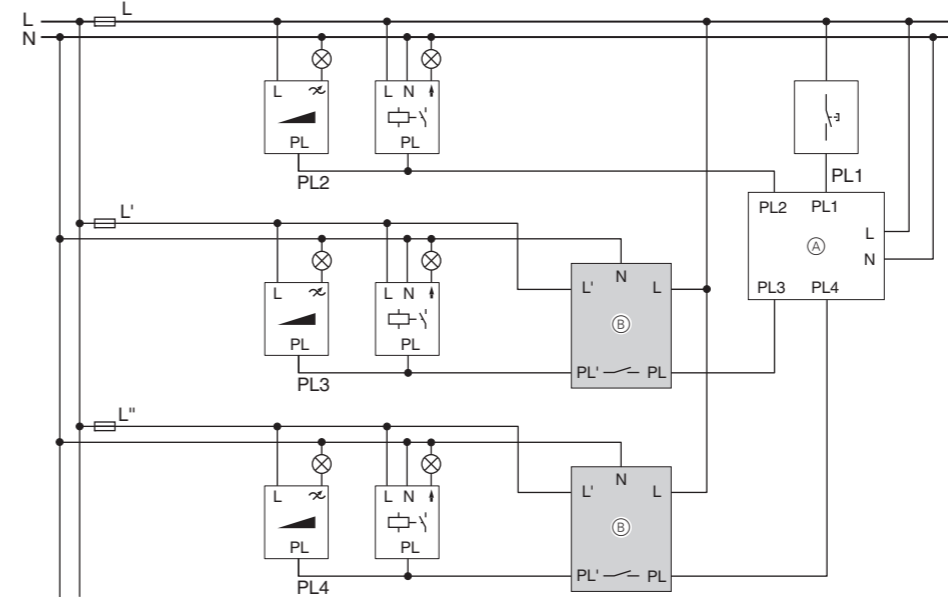 L
L
N
L N
L
PL PL
PL2
PL1
PL2 PL1
L
A
N
PL3 PL4
L'
L L N
PL PL
PL3
N
L' L
B
PL' PL
L"
L L N
PL PL
PL4
N
L' L
B
PL' PL